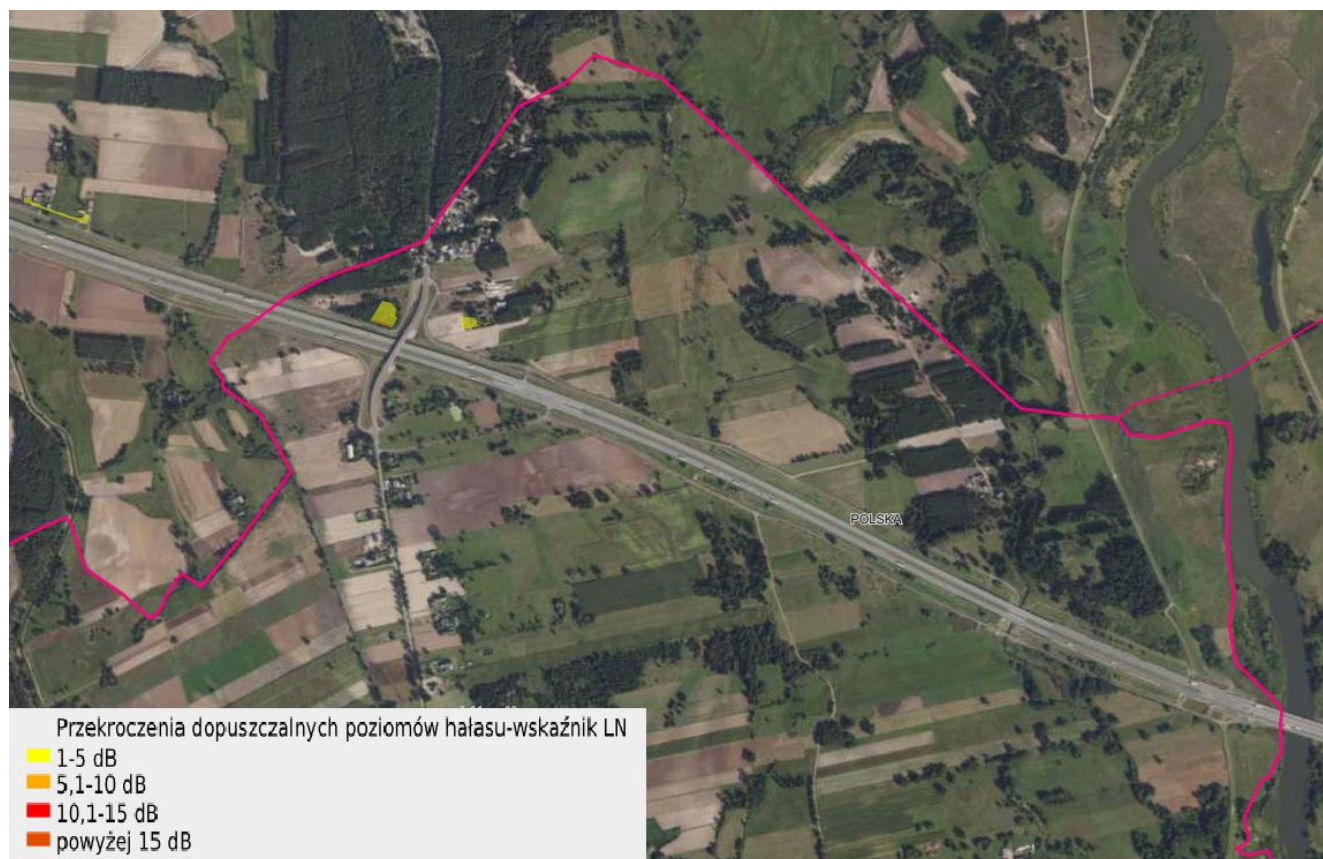 POLSKA
Przekroczenia dopuszczalnych poziomów hałasu-wskaźnik LN
1-5 dB
5,1-10 dB
10,1-15 dB
powyżej 15 dB